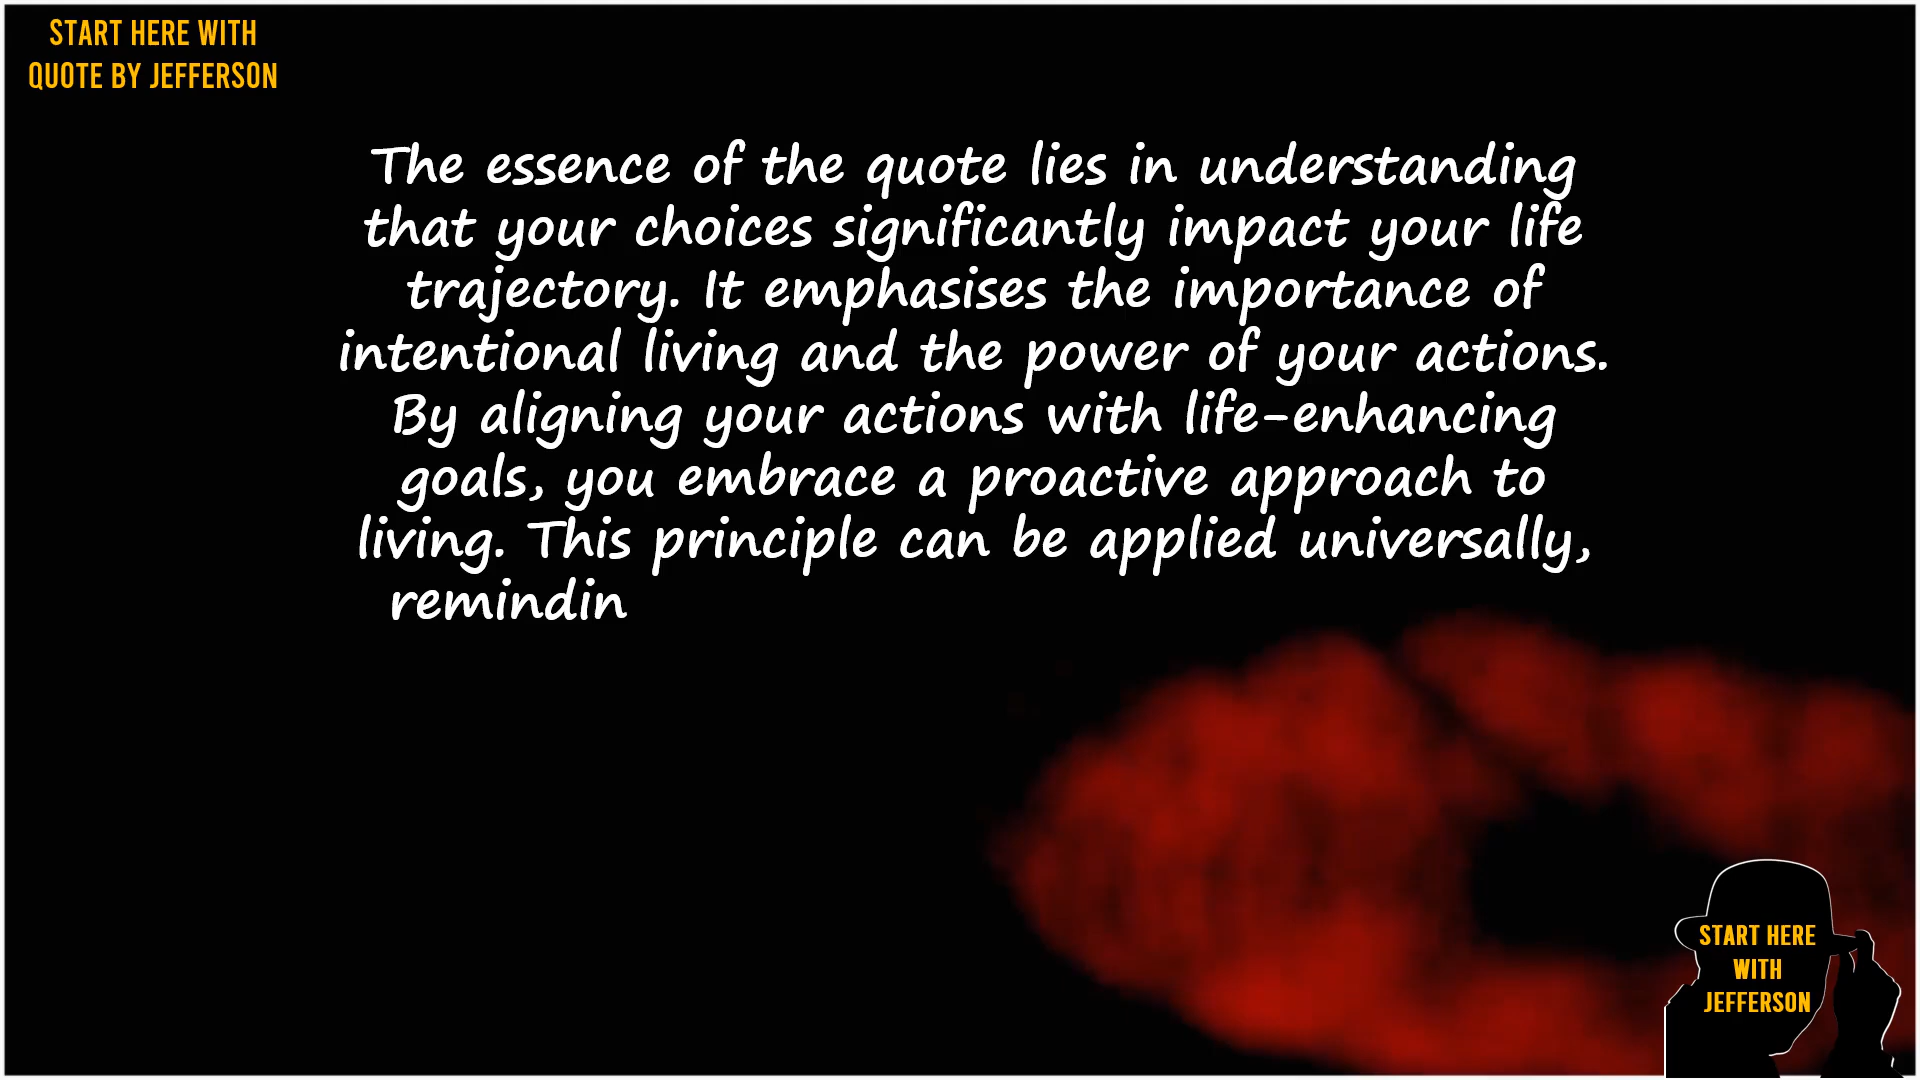 START HERE WITH
QUOTE BY JEFFERSON
The essence of the quote lies in understanding
that your choices significantly impact your life
trajectory. It emphasises the importance of
intentional living and the power of your actions.
By aligning your actions with life-enhancing
goals, you embrace a proactive approach to
living. This principle can be applied universally,
remindin
START HERE
WITH
JEFFERSON